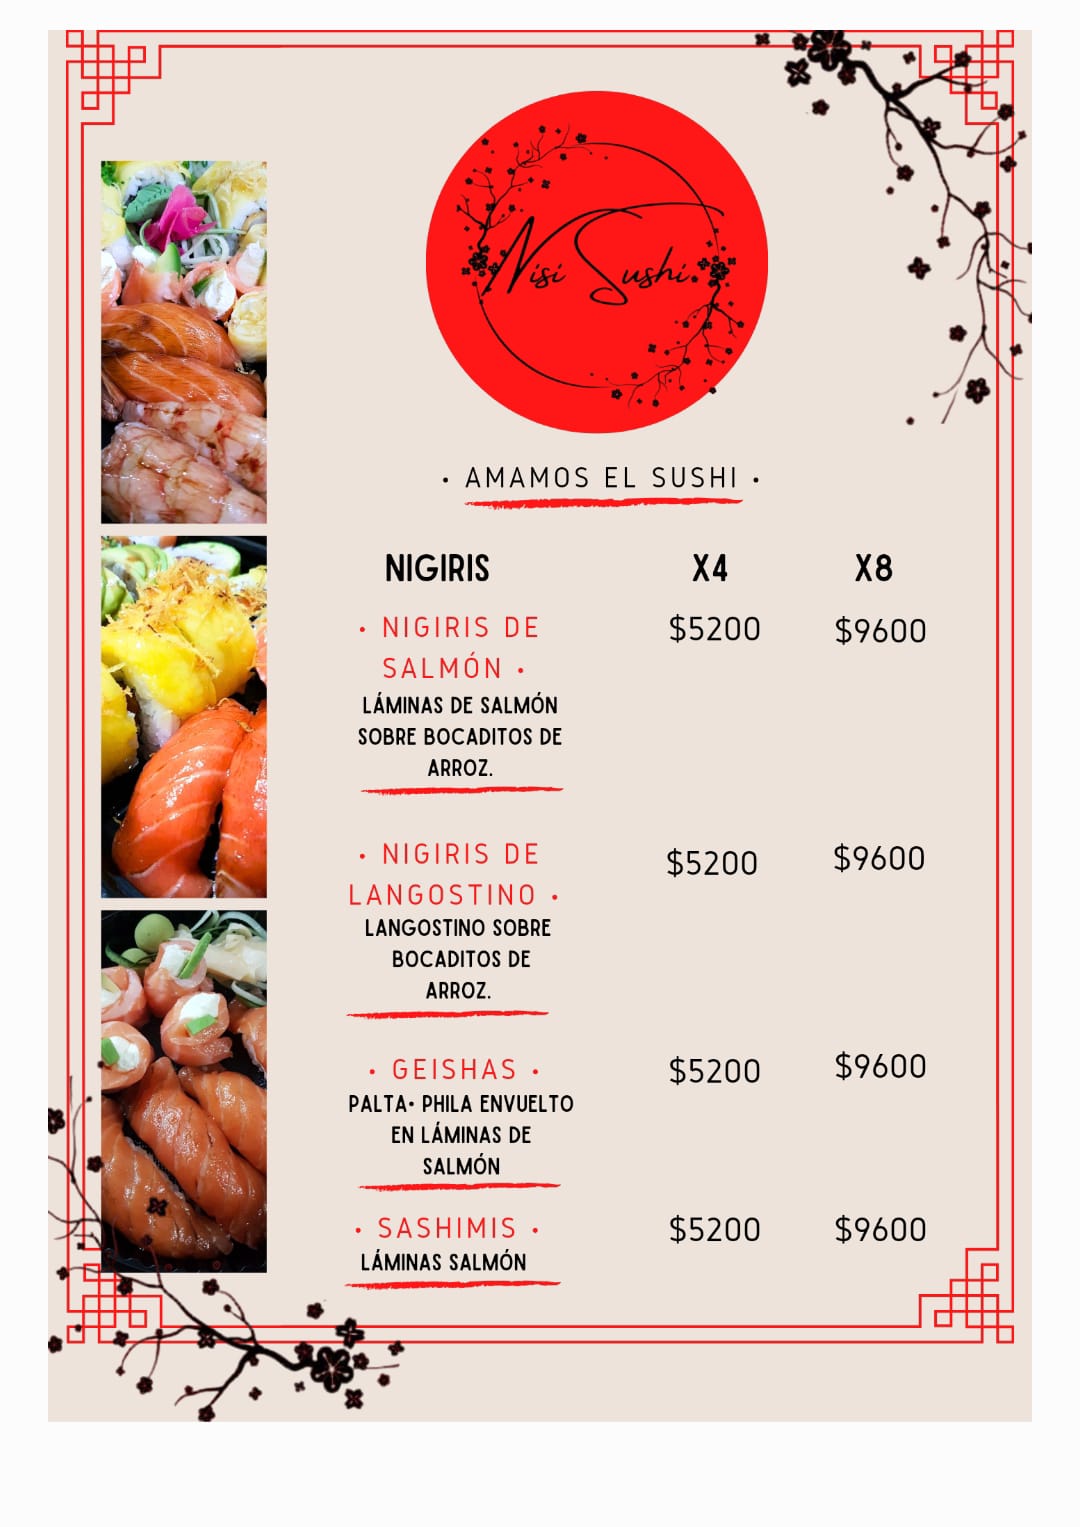 Nisi Sushi
• AMAMOS EL SUSHI •
NIGIRIS X4 X8
• NIGIRIS DE $5200 $9600
SALMÓN •
LÁMINAS DE SALMÓN
SOBRE BOCADITOS DE
ARROZ.
• NIGIRIS DE $5200 $9600
LANGOSTINO •
LANGOSTINO SOBRE
BOCADITOS DE
ARROZ.
• GEISHAS • $5200 $9600
PALTA• PHILA ENVUELTO
EN LÁMINAS DE
SALMÓN
• SASHIMIS • $5200 $9600
LÁMINAS SALMÓN